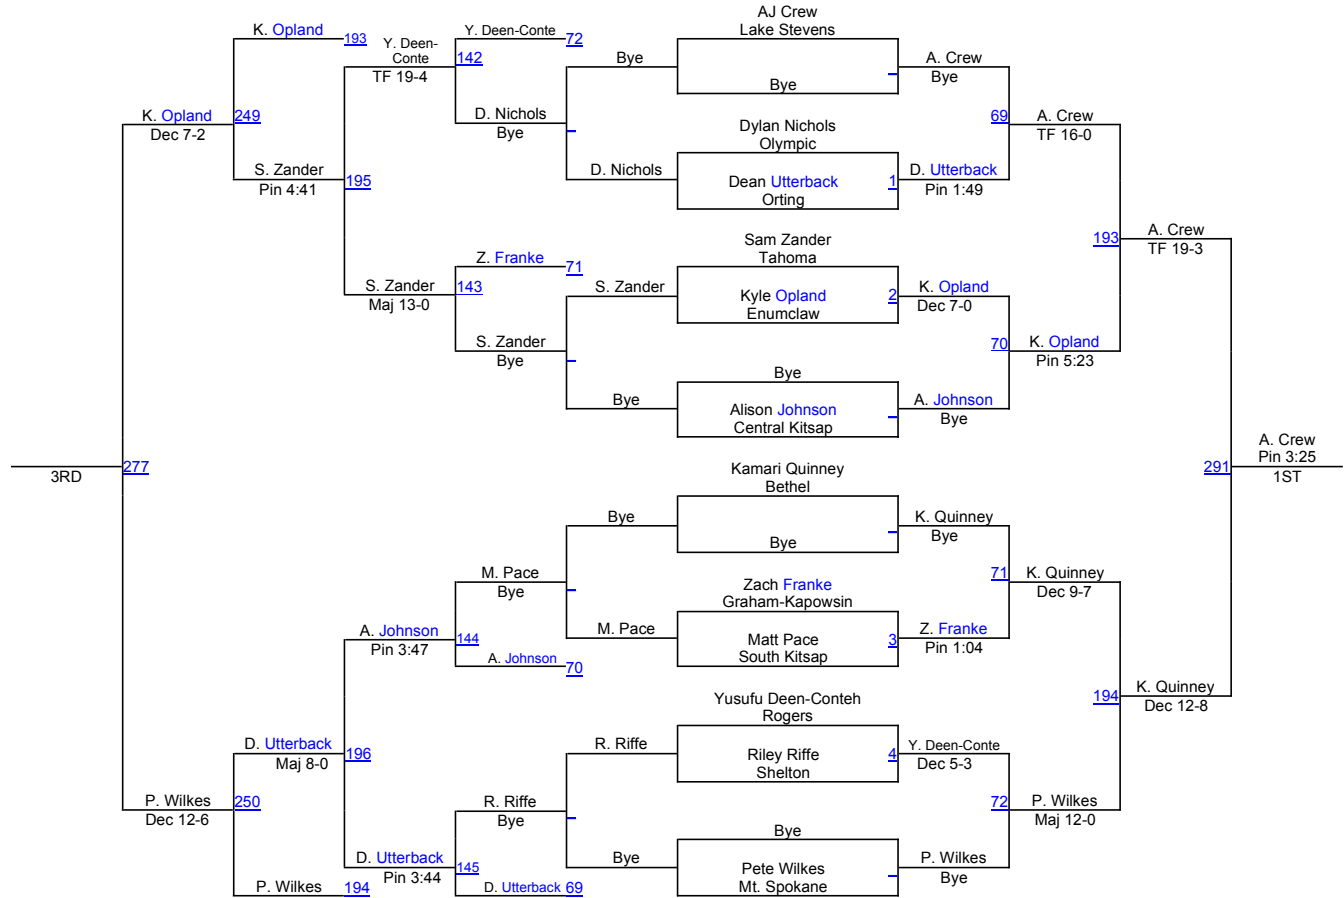 AJ Crew
Lake Stevens
K. Opland
193
Y. Deen-
Conte
TF 19-4
Y. Deen-Conte
72
142
Bye
Bye
A. Crew
Bye
K. Opland
Dec 7-2
249
D. Nichols
Bye
Dylan Nichols
Olympic
69
A. Crew
TF 16-0
S. Zander
Pin 4:41
195
D. Nichols
Dean Utterback
Orting
1
D. Utterback
Pin 1:49
193
A. Crew
TF 19-3
Z. Franke
71
Sam Zander
Tahoma
S. Zander
Maj 13-0
143
S. Zander
Kyle Opland
Enumclaw
2
K. Opland
Dec 7-0
S. Zander
Bye
70
K. Opland
Pin 5:23
Bye
Bye
Alison Johnson
Central Kitsap
A. Johnson
Bye
3RD
277
Kamari Quinney
Bethel
291
A. Crew
Pin 3:25
1ST
Bye
Bye
K. Quinney
Bye
M. Pace
Bye
Zach Franke
Graham-Kapowsin
71
K. Quinney
Dec 9-7
A. Johnson
Pin 3:47
144
M. Pace
Matt Pace
South Kitsap
3
Z. Franke
Pin 1:04
A. Johnson
70
Yusufu Deen-Conteh
Rogers
194
K. Quinney
Dec 12-8
D. Utterback
Maj 8-0
196
R. Riffe
Riley Riffe
Shelton
4
Y. Deen-Conte
Dec 5-3
P. Wilkes
Dec 12-6
250
R. Riffe
Bye
72
P. Wilkes
Maj 12-0
Bye
D. Utterback
Pin 3:44
145
Bye
Pete Wilkes
Mt. Spokane
P. Wilkes
Bye
P. Wilkes
194
D. Utterback
69